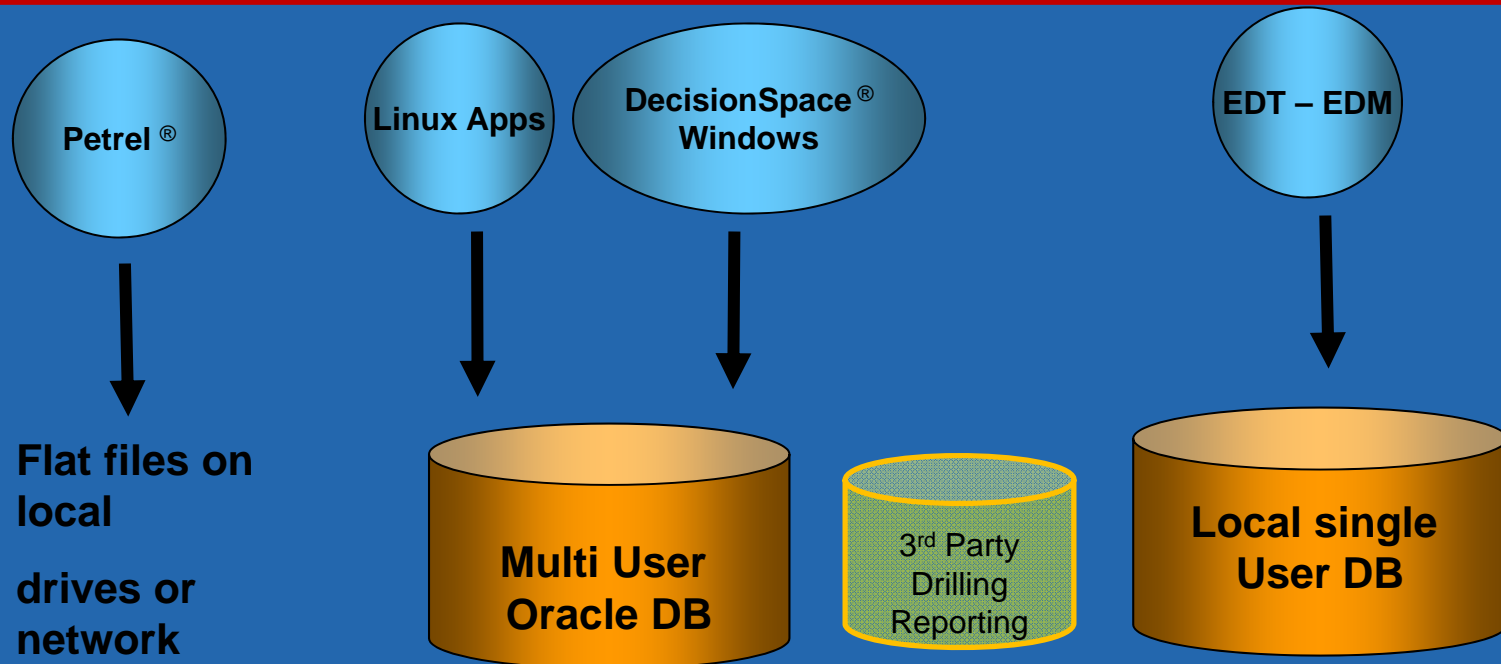 Petrel ®
Linux Apps
DecisionSpace ®
Windows
EDT – EDM
Flat files on
local
drives or
network
Multi User
Oracle DB
3rd Party
Drilling
Reporting
Local single
User DB